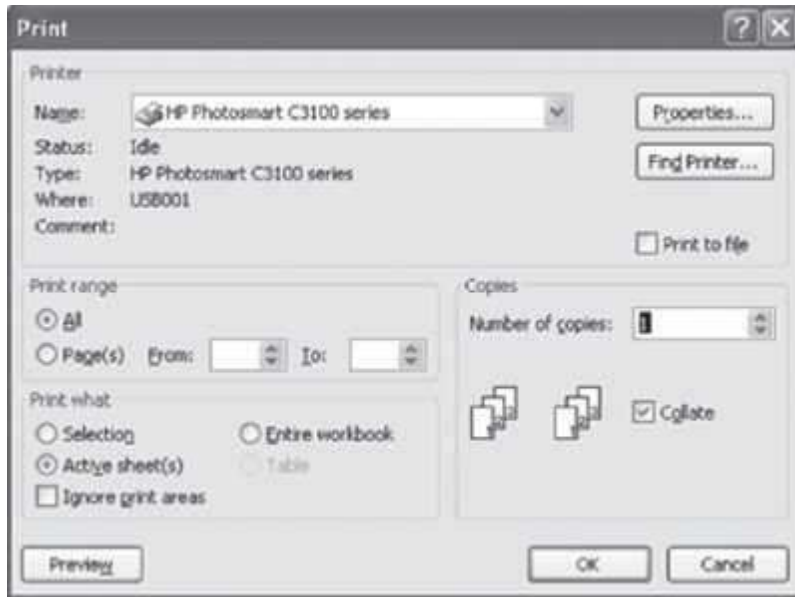 Print
Printer
Name: HP Photosmart C3100 series
Properties...
Status: Idle
Find Printer...
Type: HP Photosmart C3100 series
Where: USB001
Comment:
Print to file
Print range
All
Page(s) From: To:
Copies
Number of copies: 1
Collate
Print what
Selection
Entire workbook
Active sheet(s)
Table
Ignore print areas
Preview
OK
Cancel